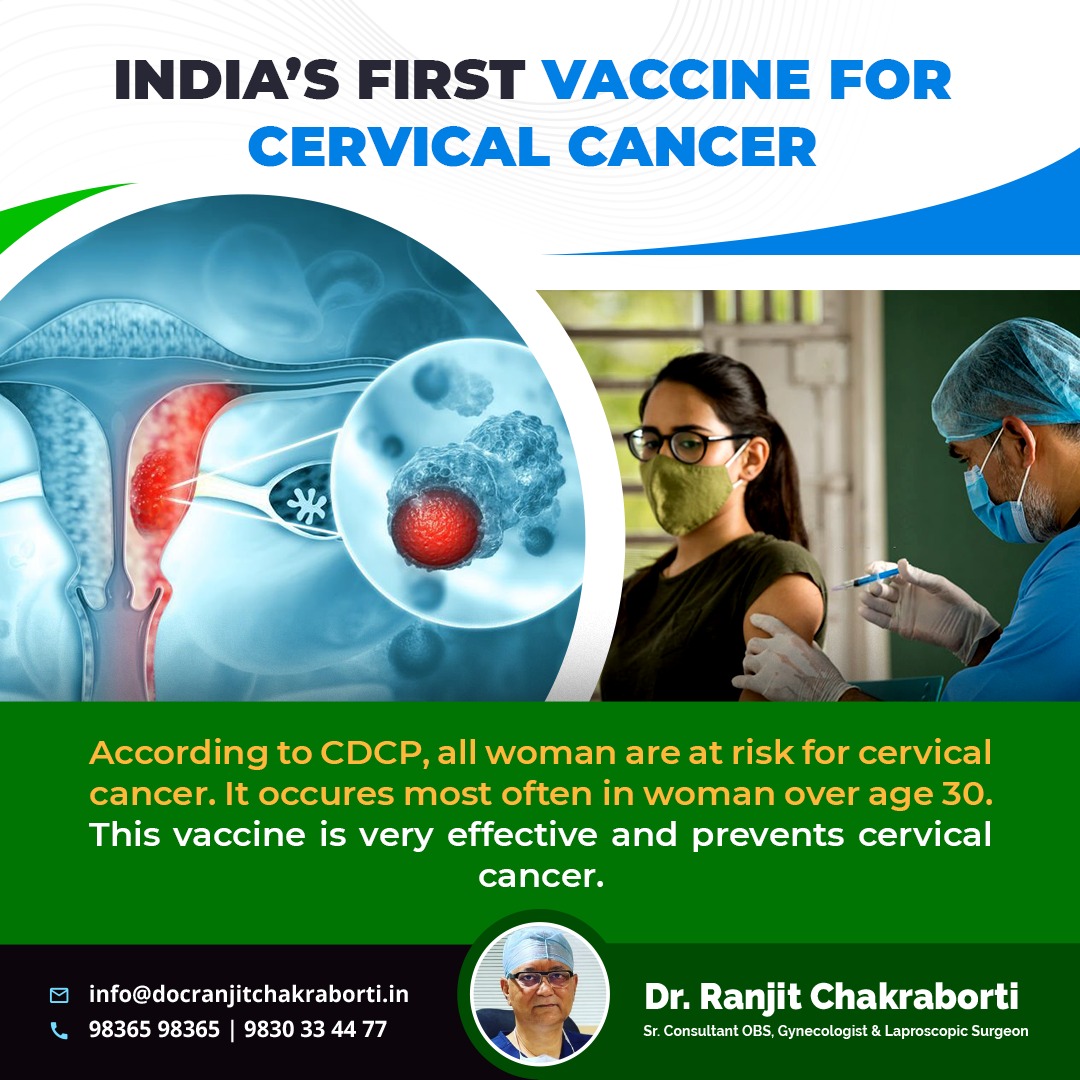 INDIA’S FIRST VACCINE FOR
CERVICAL CANCER
According to CDCP, all woman are at risk for cervical
cancer. It occures most often in woman over age 30.
This vaccine is very effective and prevents cervical
cancer.
info@docranjitchakraborti.in
98365 98365 | 9830 33 44 77
Dr. Ranjit Chakraborti
Sr. Consultant OBS, Gynecologist & Laproscopic Surgeon